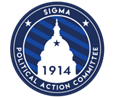 SIGMA
1914
POLITICAL ACTION COMMITTEE